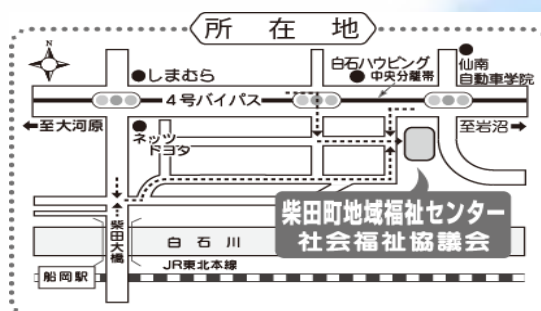 所在地
N
しまむら
白石ハウピング
中央分離帯
仙南
自動車学院
4号バイパス
至大河原
ネッツ
トヨタ
至岩沼
柴田町地域福祉センター
社会福祉協議会
柴田大橋
白石川
JR東北本線
船岡駅